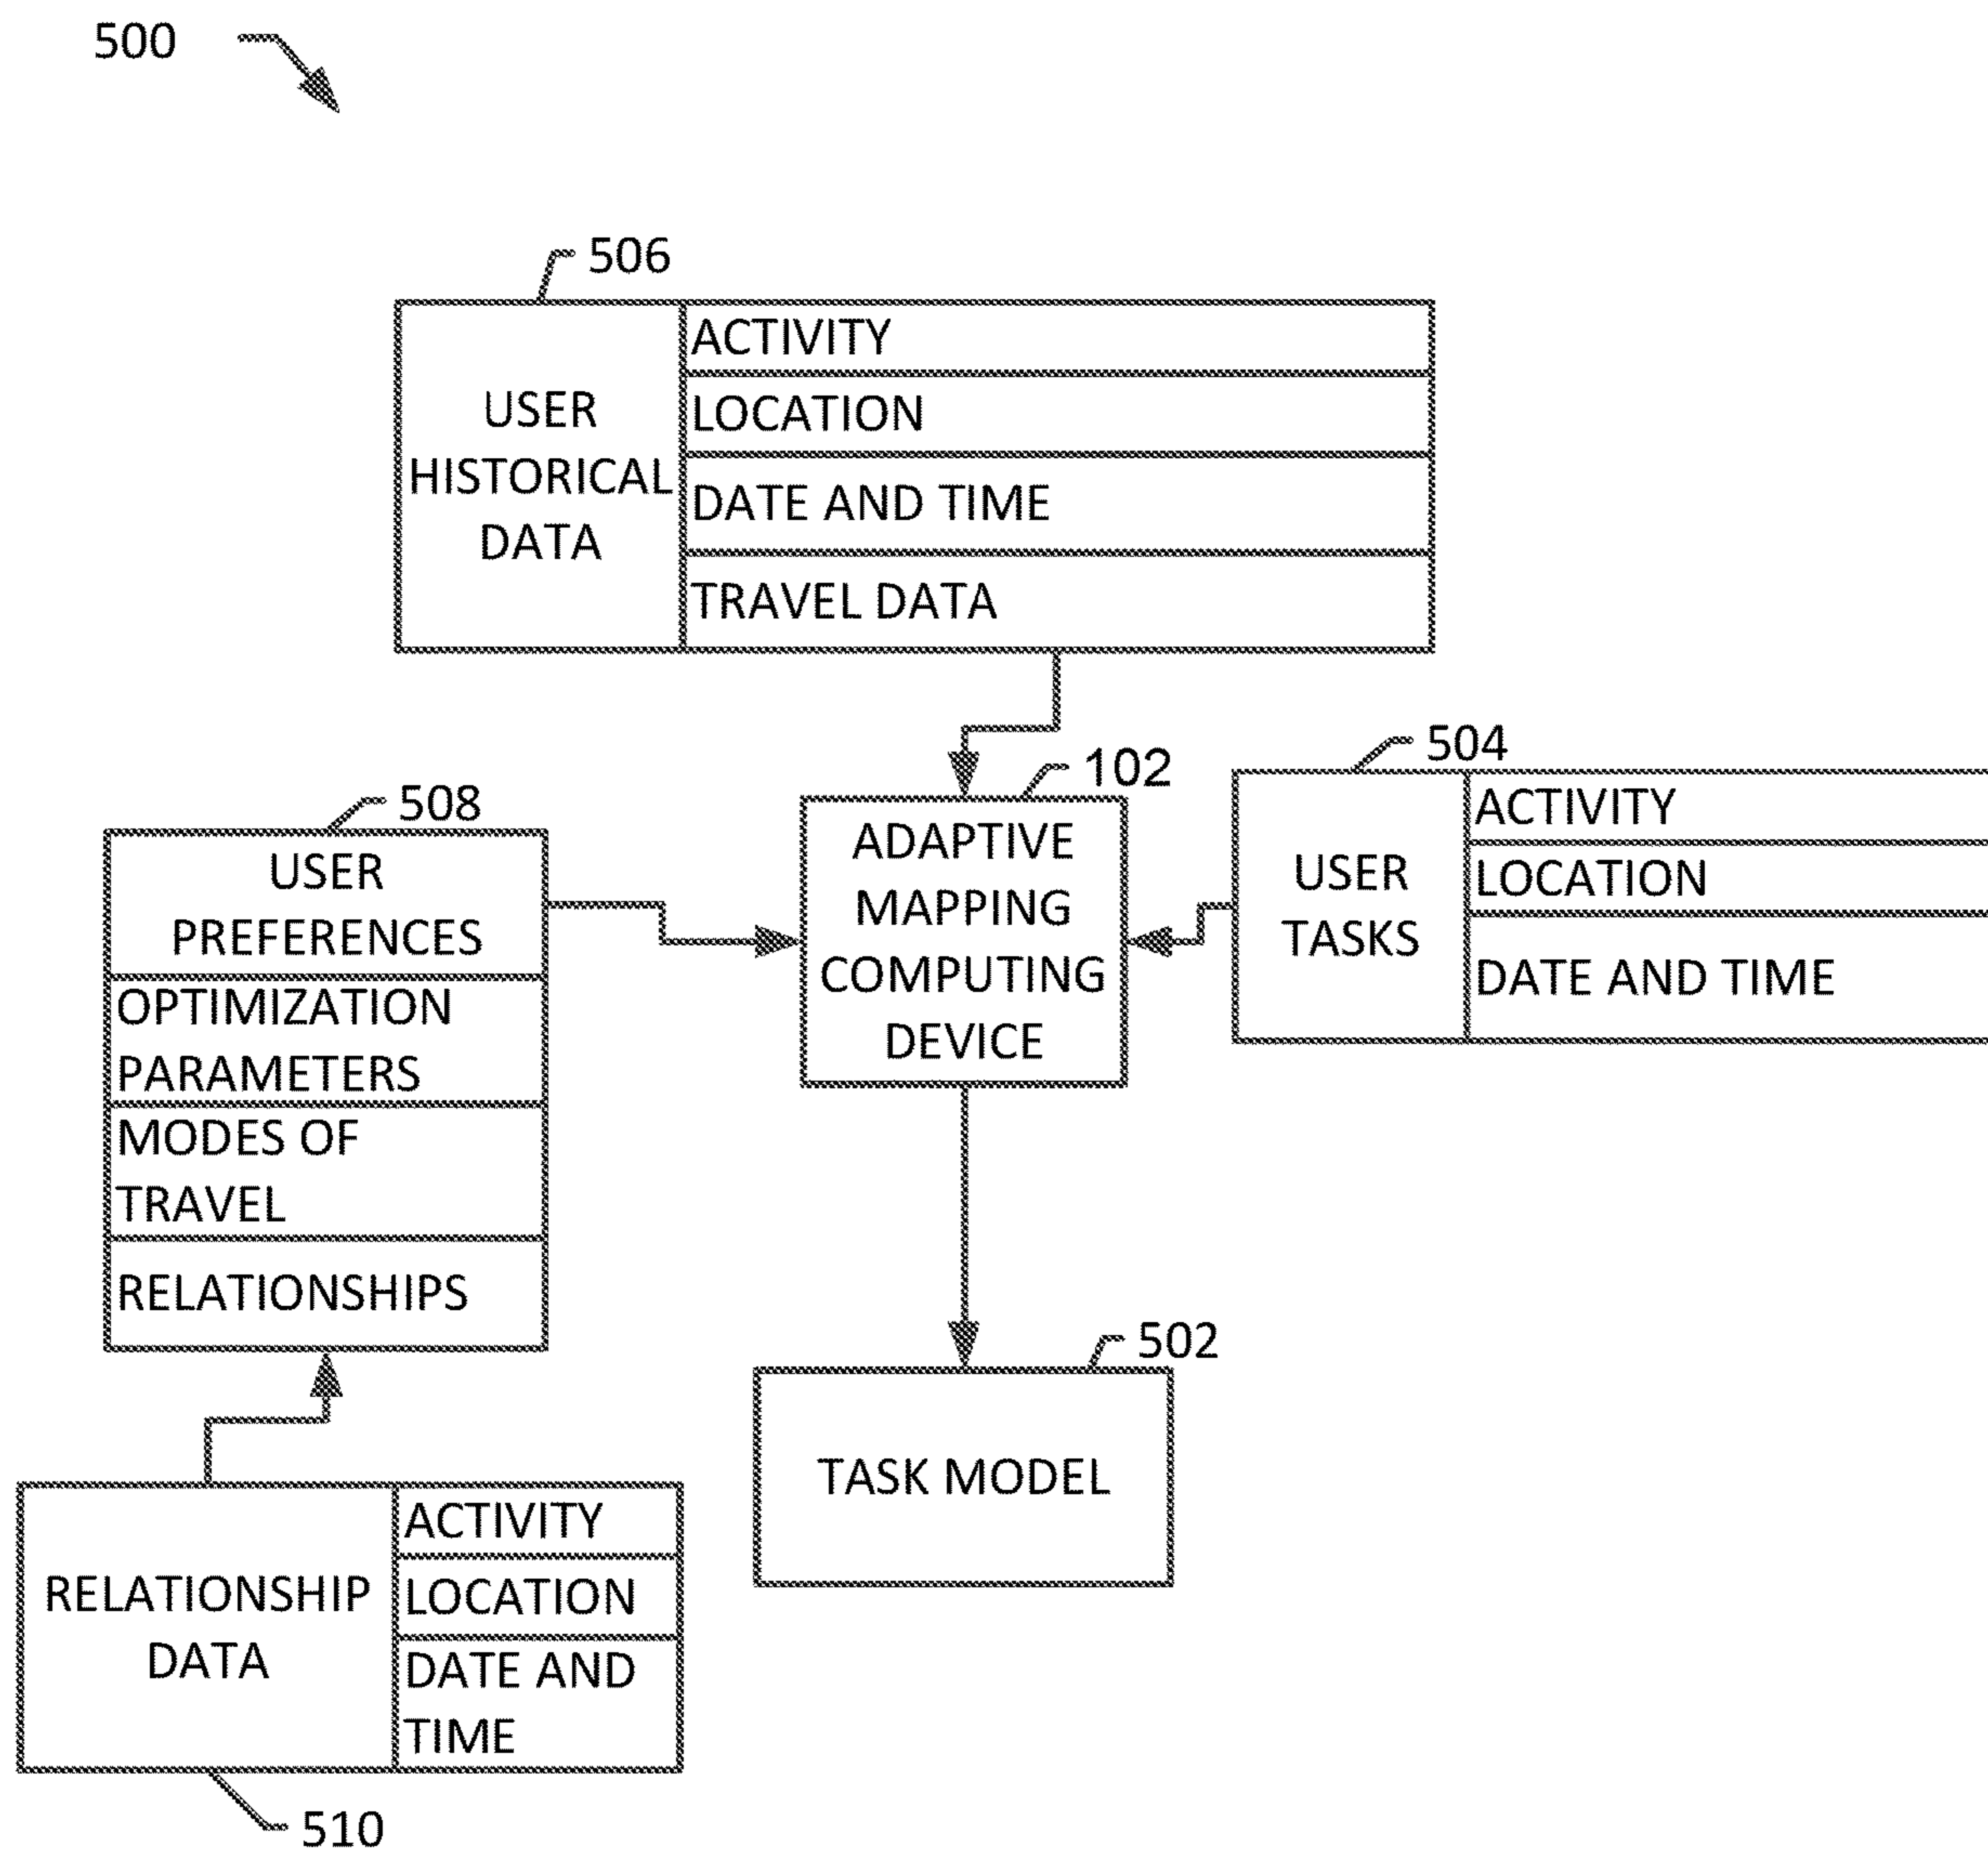 500
506
USER
HISTORICAL
DATA
ACTIVITY
LOCATION
DATE AND TIME
TRAVEL DATA
508
USER
PREFERENCES
OPTIMIZATION
PARAMETERS
MODES OF
TRAVEL
RELATIONSHIPS
102
ADAPTIVE
MAPPING
COMPUTING
DEVICE
504
USER
TASKS
ACTIVITY
LOCATION
DATE AND TIME
502
TASK MODEL
RELATIONSHIP
DATA
ACTIVITY
LOCATION
DATE AND
TIME
510